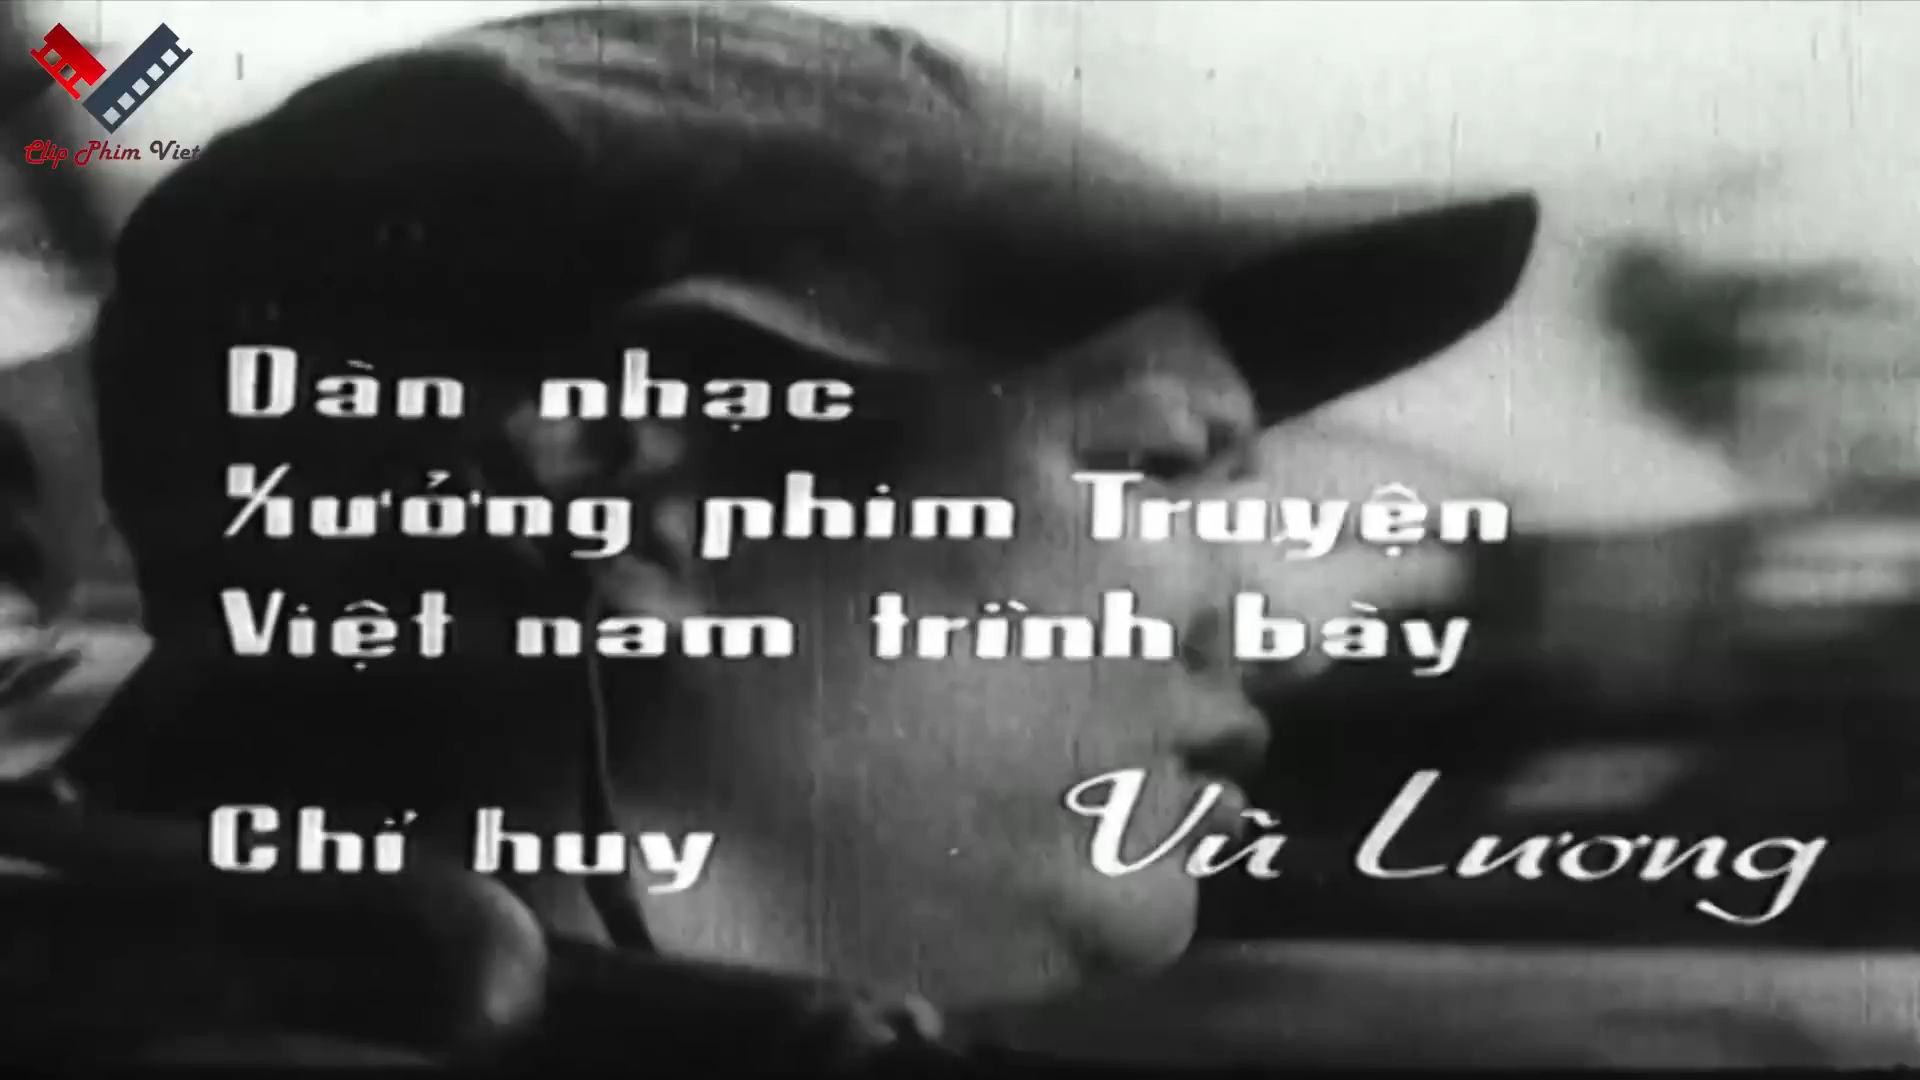 Clip Phim Viet
Dàn nhạc
Xưởng phim Truyện
Việt nam trình bày
Chỉ huy Vũ Lương